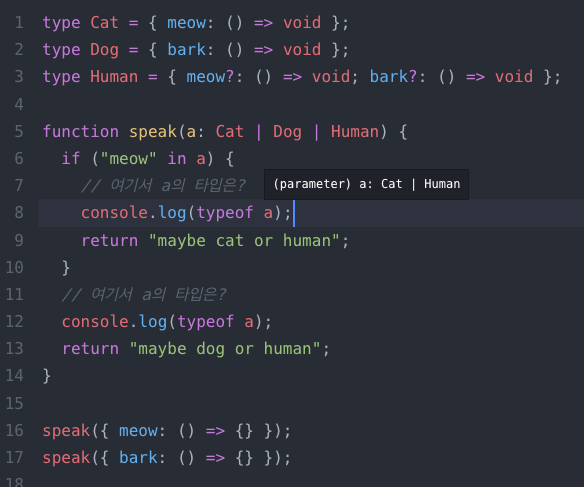 1 type Cat = { meow: () => void };
2 type Dog = { bark: () => void };
3 type Human = { meow?: () => void; bark?: () => void };
4
5 function speak(a: Cat | Dog | Human) {
6   if ("meow" in a) {
7     // 여기서 a의 타입은?
(parameter) a: Cat | Human
8     console.log(typeof a);
9     return "maybe cat or human";
10   }
11   // 여기서 a의 타입은?
12   console.log(typeof a);
13   return "maybe dog or human";
14 }
15
16 speak({ meow: () => {} });
17 speak({ bark: () => {} });
18